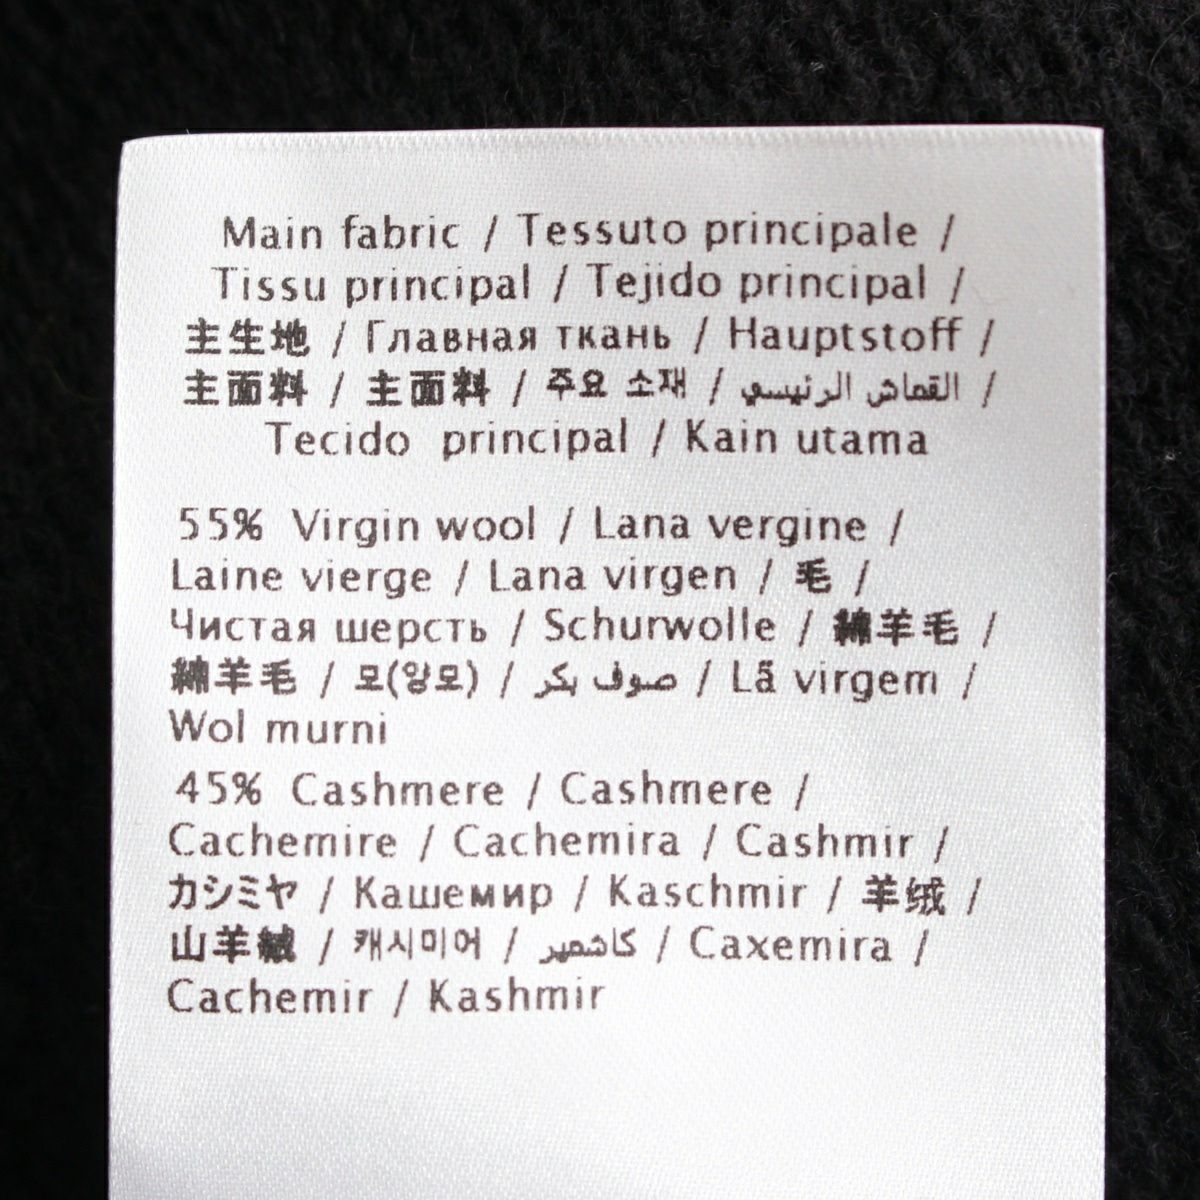 Main fabric / Tessuto principale /
Tissu principal / Tejido principal /
主生地 / Главная ткань / Hauptstoff /
主面料 / 主面料 / 주요 소재 / القماش الرئيسي /
Tecido principal / Kain utama
55% Virgin wool / Lana vergine /
Laine vierge / Lana virgen / 毛 /
Чистая шерсть / Schurwolle / 綿羊毛 /
綿羊毛 / 모(양모) / صوف بكر / Lã virgem /
Wol murni
45% Cashmere / Cashmere /
Cachemire / Cachemira / Cashmir /
カシミヤ / Кашемир / Kaschmir / 羊绒 /
山羊絨 / 캐시미어 / كاشمير / Caxemira /
Cachemir / Kashmir